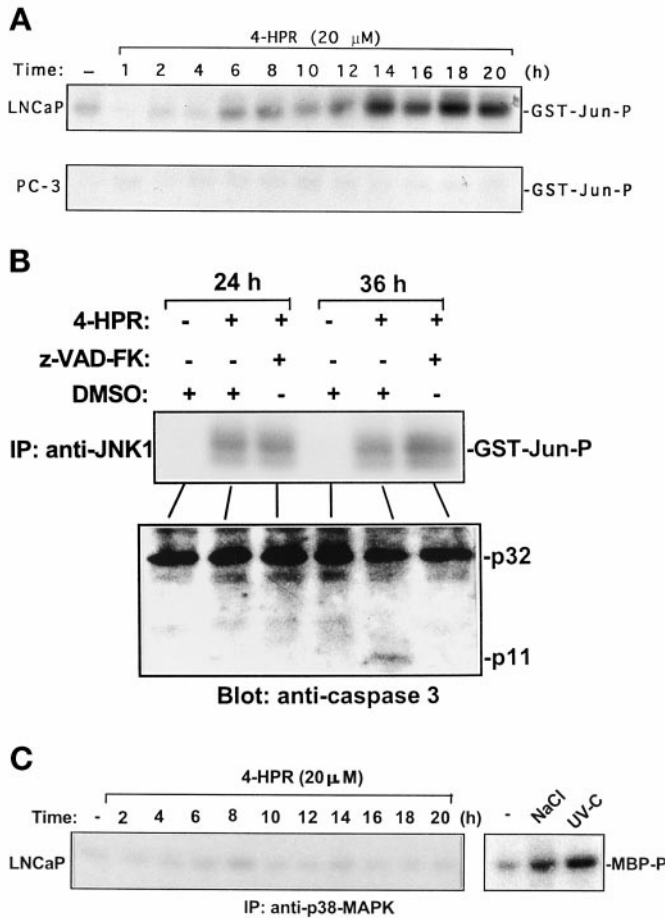 A
4-HPR (20 µM)
Time: – 1 2 4 6 8 10 12 14 16 18 20 (h)
LNCaP -GST-Jun-P
PC-3 -GST-Jun-P
B
24 h 36 h
4-HPR: - + + - + +
z-VAD-FK: - - + - - +
DMSO: + + - + + -
IP: anti-JNK1 -GST-Jun-P
-p32
-p11
Blot: anti-caspase 3
C
4-HPR (20µM)
Time: - 2 4 6 8 10 12 14 16 18 20 (h) - NaCl UV-C
LNCaP -MBP-P
IP: anti-p38-MAPK